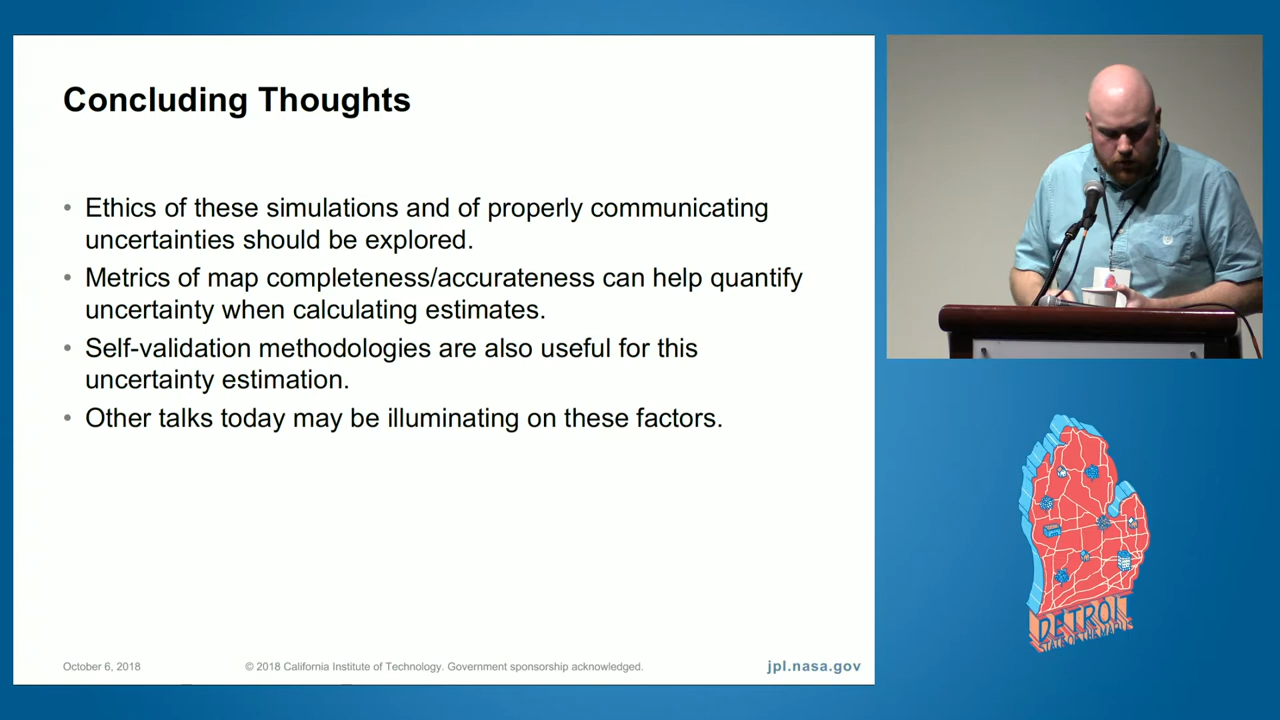 Concluding Thoughts
• Ethics of these simulations and of properly communicating
uncertainties should be explored.
• Metrics of map completeness/accurateness can help quantify
uncertainty when calculating estimates.
• Self-validation methodologies are also useful for this
uncertainty estimation.
• Other talks today may be illuminating on these factors.
October 6, 2018
© 2018 California Institute of Technology. Government sponsorship acknowledged.
jpl.nasa.gov
DETROIT
STATE OF THE MAP US